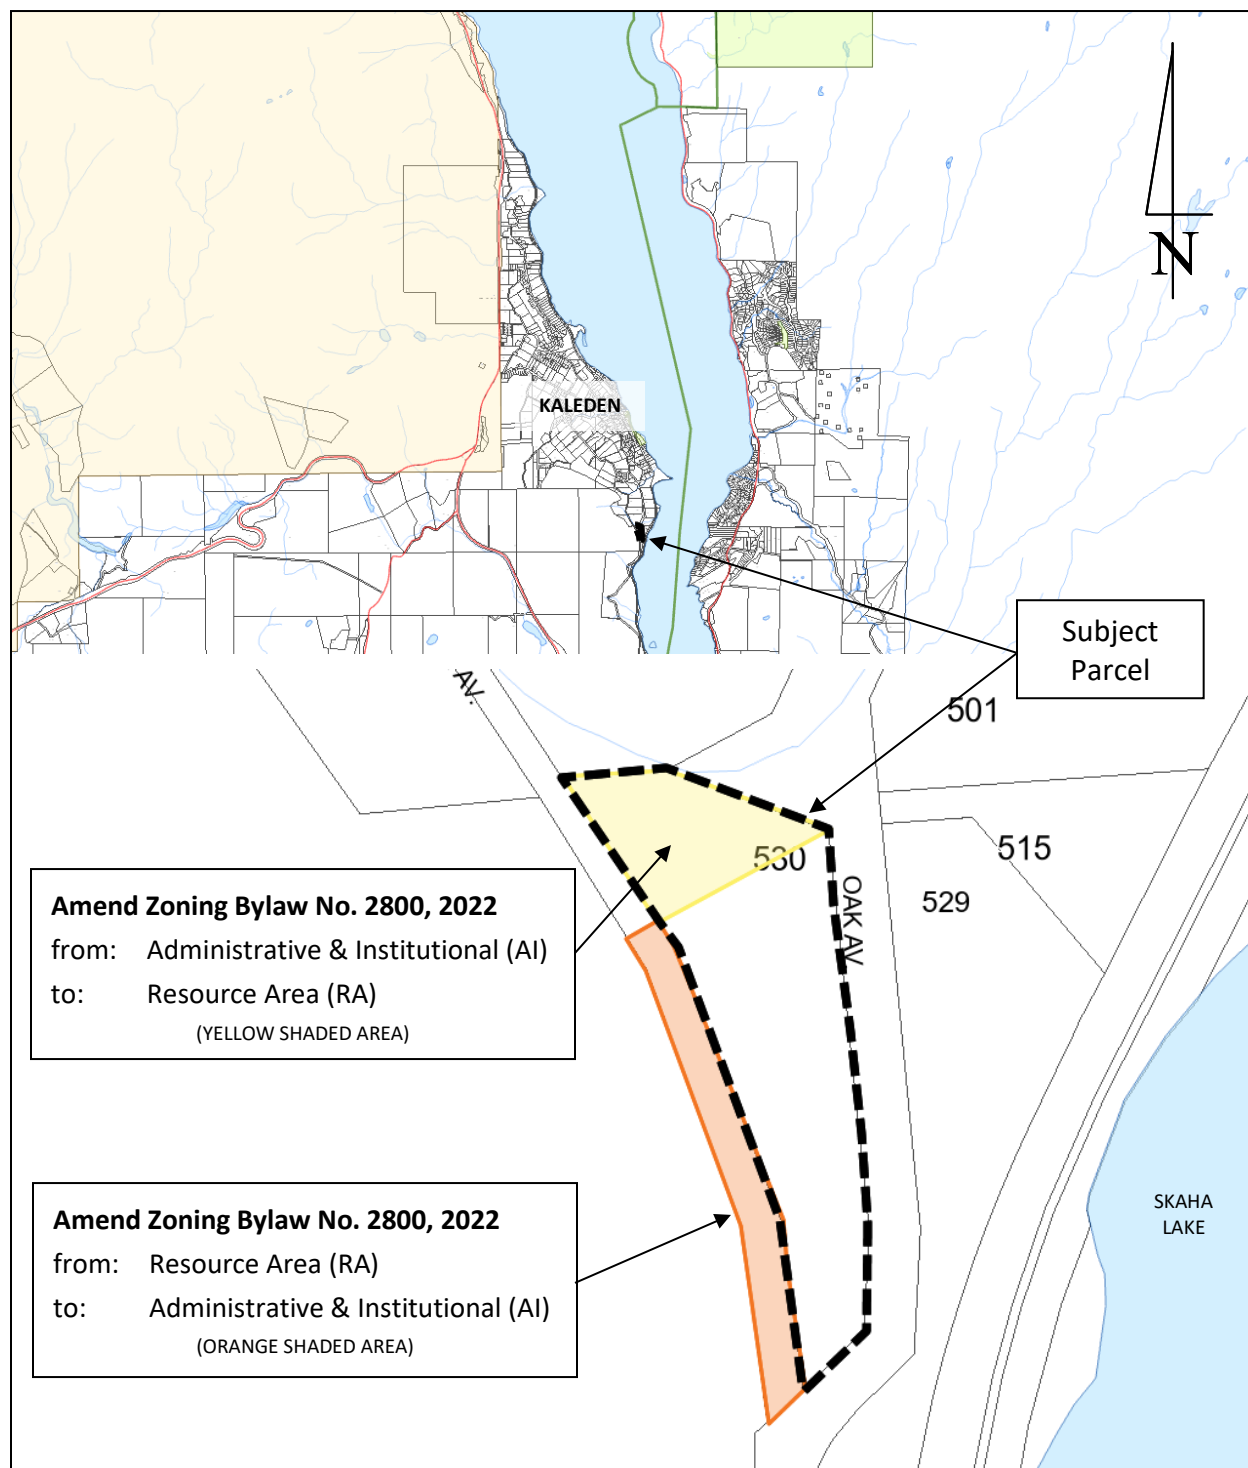 N
KALEDEN
Subject
Parcel
AV.
501
530
515
529
OAK AV.
Amend Zoning Bylaw No. 2800, 2022
from: Administrative & Institutional (AI)
to: Resource Area (RA)
(YELLOW SHADED AREA)
Amend Zoning Bylaw No. 2800, 2022
from: Resource Area (RA)
to: Administrative & Institutional (AI)
(ORANGE SHADED AREA)
SKAHA
LAKE